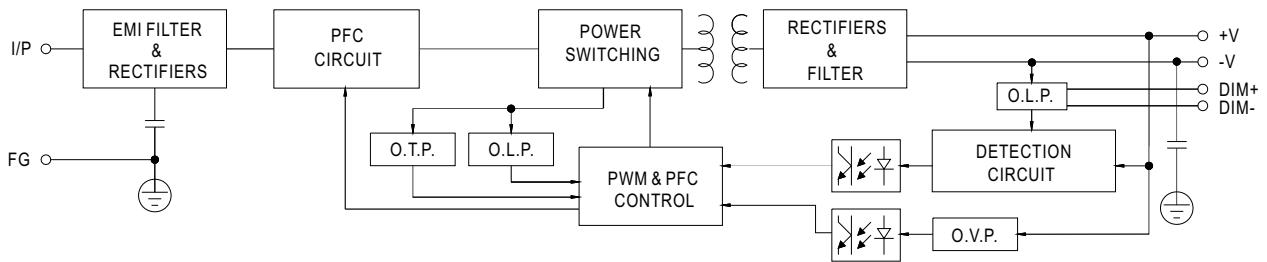 I/P
EMI FILTER
&
RECTIFIERS
PFC
CIRCUIT
POWER
SWITCHING
RECTIFIERS
&
FILTER
+V
-V
DIM+
DIM-
O.L.P.
FG
O.T.P.
O.L.P.
PWM & PFC
CONTROL
DETECTION
CIRCUIT
O.V.P.